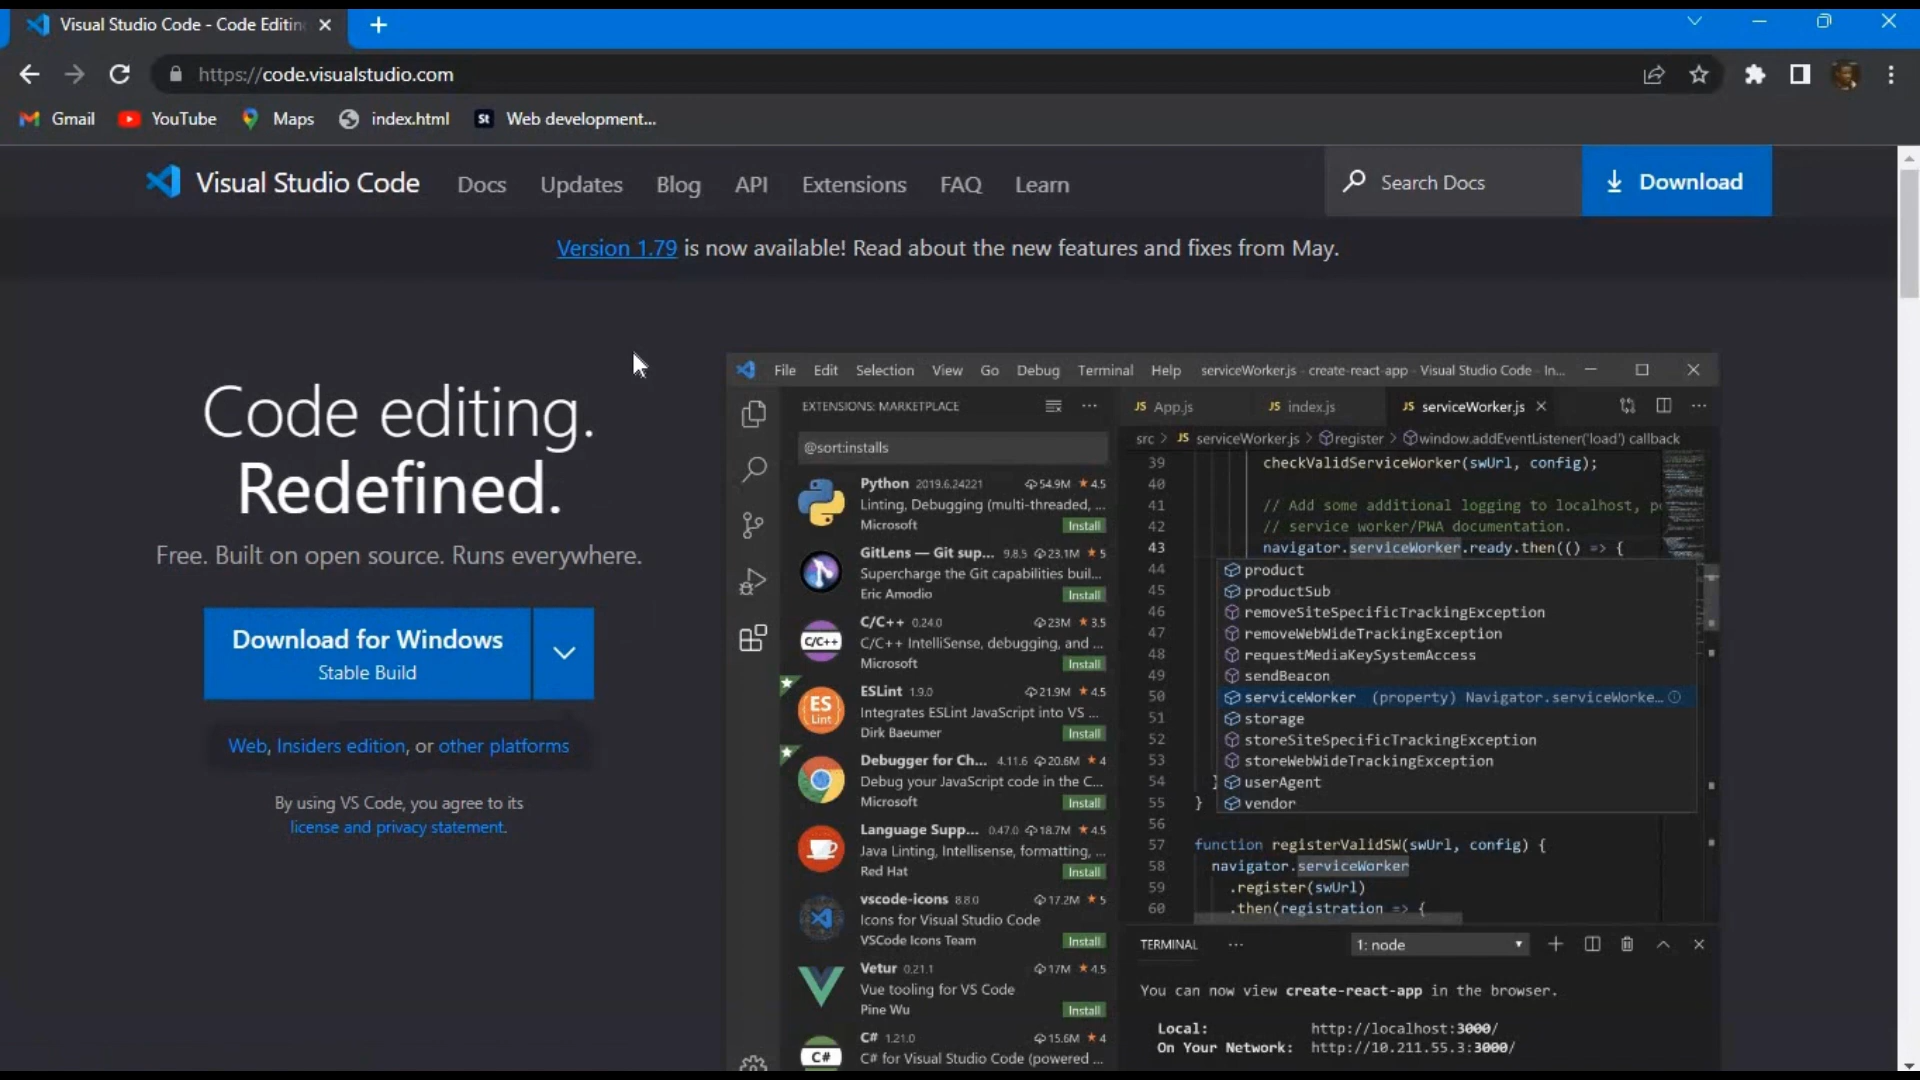 Visual Studio Code - Code Editin
https://code.visualstudio.com
Gmail YouTube Maps index.html St Web development...
Visual Studio Code Docs Updates Blog API Extensions FAQ Learn Search Docs Download
Version 1.79 is now available! Read about the new features and fixes from May.
Code editing.
Redefined.
Free. Built on open source. Runs everywhere.
Download for Windows
Stable Build
Web, Insiders edition, or other platforms
By using VS Code, you agree to its
license and privacy statement.
File Edit Selection View Go Debug Terminal Help serviceWorker.js - create-react-app - Visual Studio Code - In...
EXTENSIONS: MARKETPLACE
@sort:installs
Python 2019.6.24221 54.9M 4.5
Linting, Debugging (multi-threaded, ...
Microsoft Install
GitLens — Git sup... 9.8.5 23.1M 5
Supercharge the Git capabilities buil...
Eric Amodio Install
C/C++ C/C++ 0.24.0 23M 3.5
C/C++ IntelliSense, debugging, and ...
Microsoft Install
ES Lint ESLint 1.9.0 21.9M 4.5
Integrates ESLint JavaScript into VS ...
Dirk Baeumer Install
Debugger for Ch... 4.11.6 20.6M 4
Debug your JavaScript code in the C...
Microsoft Install
Language Supp... 0.47.0 18.7M 4.5
Java Linting, Intellisense, formatting, ...
Red Hat Install
vscode-icons 8.8.0 17.2M 5
Icons for Visual Studio Code
VSCode Icons Team Install
Vetur 0.21.1 17M 4.5
Vue tooling for VS Code
Pine Wu Install
C# C# 1.21.0 15.6M 4
C# for Visual Studio Code (powered ...
JS App.js JS index.js JS serviceWorker.js
src > JS serviceWorker.js > register > window.addEventListener('load') callback
39 checkValidServiceWorker(swUrl, config);
40
41 // Add some additional logging to localhost, p
42 // service worker/PWA documentation.
43 navigator.serviceWorker.ready.then(() => {
44 product
45 productSub
46 removeSiteSpecificTrackingException
47 removeWebWideTrackingException
48 requestMediaKeySystemAccess
49 sendBeacon
50 serviceWorker (property) Navigator.serviceWorke...
51 storage
52 storeSiteSpecificTrackingException
53 storeWebWideTrackingException
54 } userAgent
55 } vendor
56
57 function registerValidSW(swUrl, config) {
58 navigator.serviceWorker
59 .register(swUrl)
60 .then(registration => {
TERMINAL ... 1: node
You can now view create-react-app in the browser.
Local: http://localhost:3000/
On Your Network: http://10.211.55.3:3000/